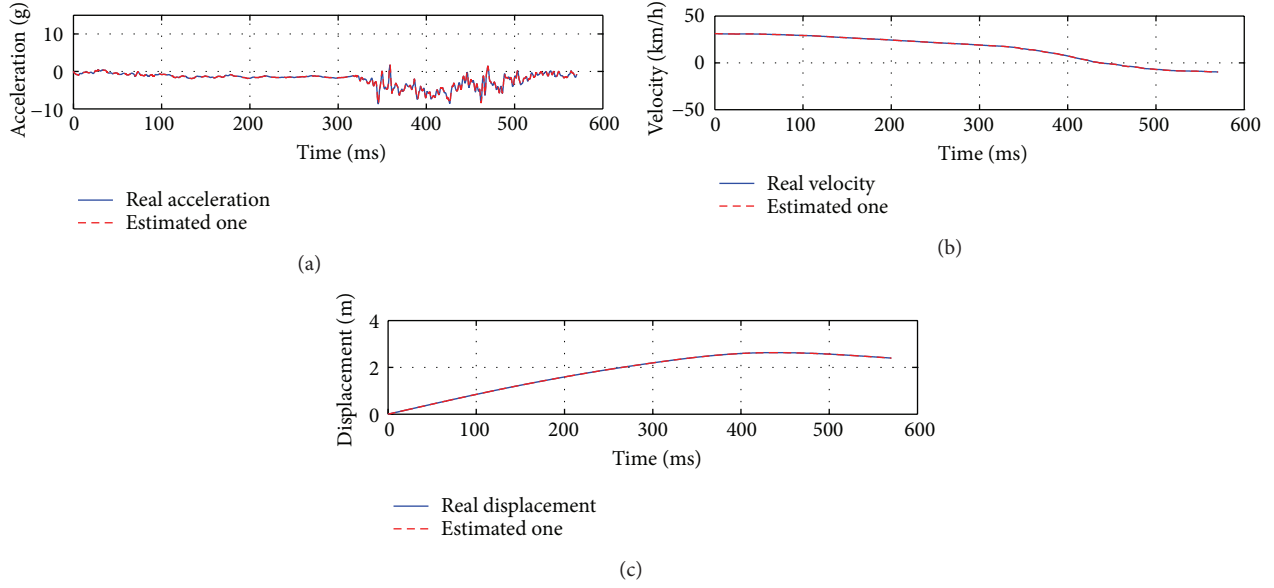 Acceleration (g)
10
0
−10
0 100 200 300 400 500 600
Time (ms)
Real acceleration
Estimated one
(a)
Velocity (km/h)
50
0
−50
0 100 200 300 400 500 600
Time (ms)
Real velocity
Estimated one
(b)
Displacement (m)
4
2
0
0 100 200 300 400 500 600
Time (ms)
Real displacement
Estimated one
(c)